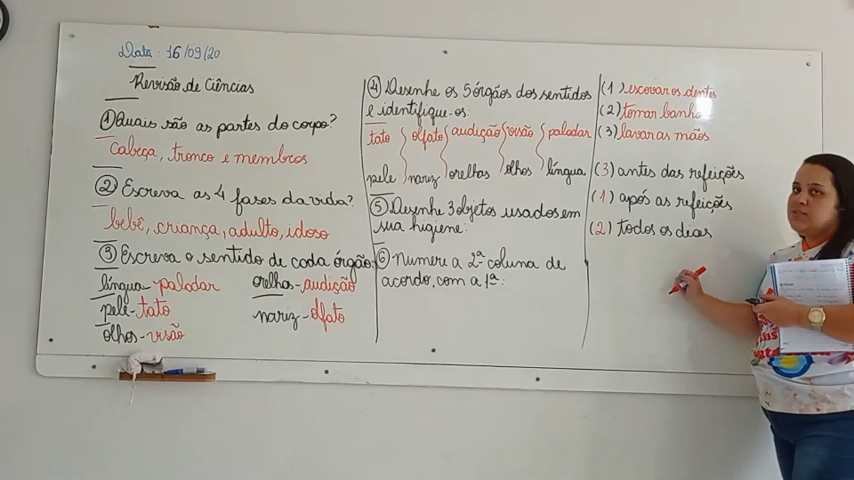 Data: 16/09/20
Revisão de Ciências
① Quais são as partes do corpo?
cabeça, tronco e membros
② Escreva as 4 fases da vida?
bebê, criança, adulto, idoso
③ Escreva o sentido de cada órgão:
língua - paladar orelhas - audição
pele - tato nariz - olfato
olhos - visão
④ Desenhe os 5 órgãos dos sentidos
e identifique-os:
tato olfato audição visão paladar
pele nariz orelhas olhos língua
⑤ Desenhe 3 objetos usados em
sua higiene:
⑥ Numere a 2ª coluna de
acordo, com a 1ª:
(1) escovar os dentes
(2) tomar banho
(3) lavar as mãos
(3) antes das refeições
(1) após as refeições
(2) todos os dias